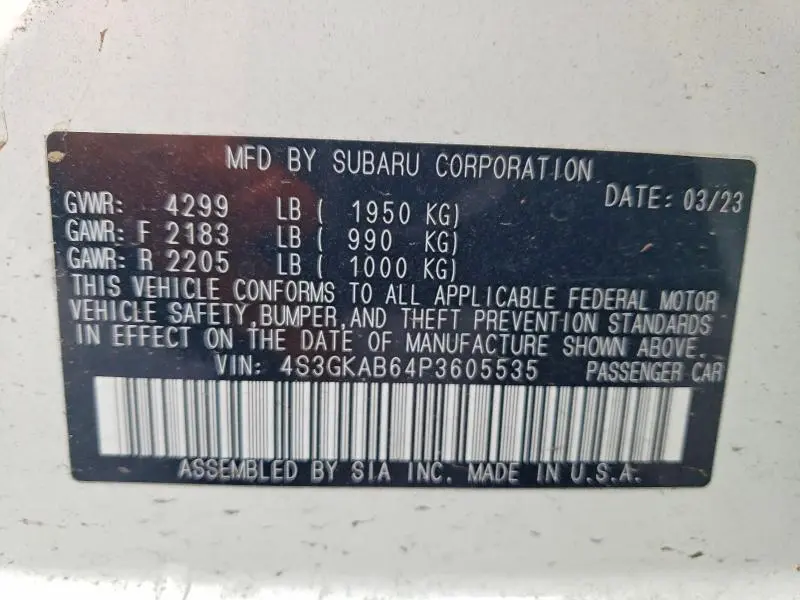 MFD BY SUBARU CORPORATION
DATE: 03/23
GVWR: 4299 LB ( 1950 KG)
GAWR: F 2183 LB ( 990 KG)
GAWR: R 2205 LB ( 1000 KG)
THIS VEHICLE CONFORMS TO ALL APPLICABLE FEDERAL MOTOR
VEHICLE SAFETY,BUMPER,AND THEFT PREVENTION STANDARDS
IN EFFECT ON THE DATE OF MANUFACTURE SHOWN ABOVE.
VIN: 4S3GKAB64P3605535 PASSENGER CAR
ASSEMBLED BY SIA INC. MADE IN U.S.A.